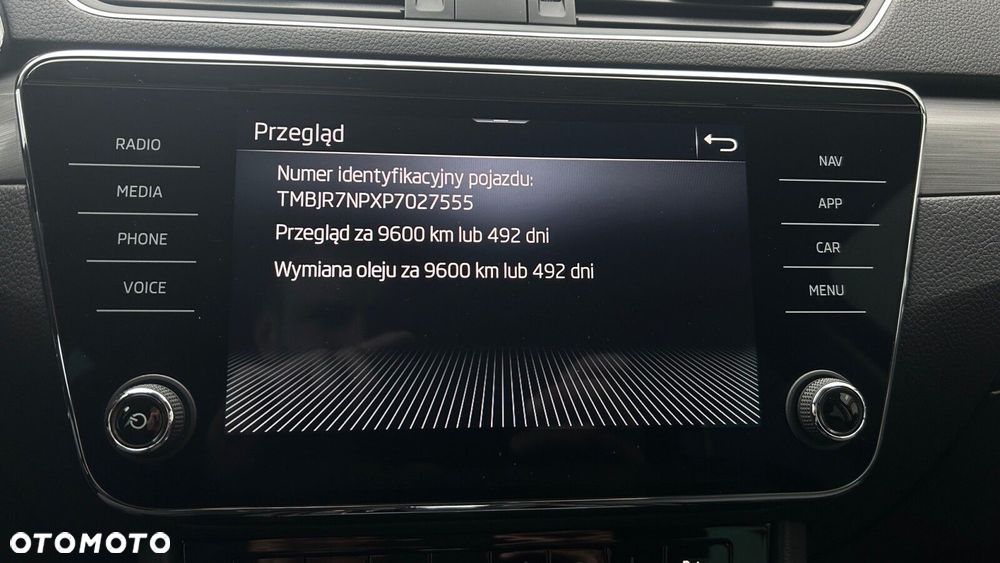 RADIO
MEDIA
PHONE
VOICE
Przegląd
Numer identyfikacyjny pojazdu:
TMBJR7NPXP7027555
Przegląd za 9600 km lub 492 dni
Wymiana oleju za 9600 km lub 492 dni
NAV
APP
CAR
MENU
OTOMOTO